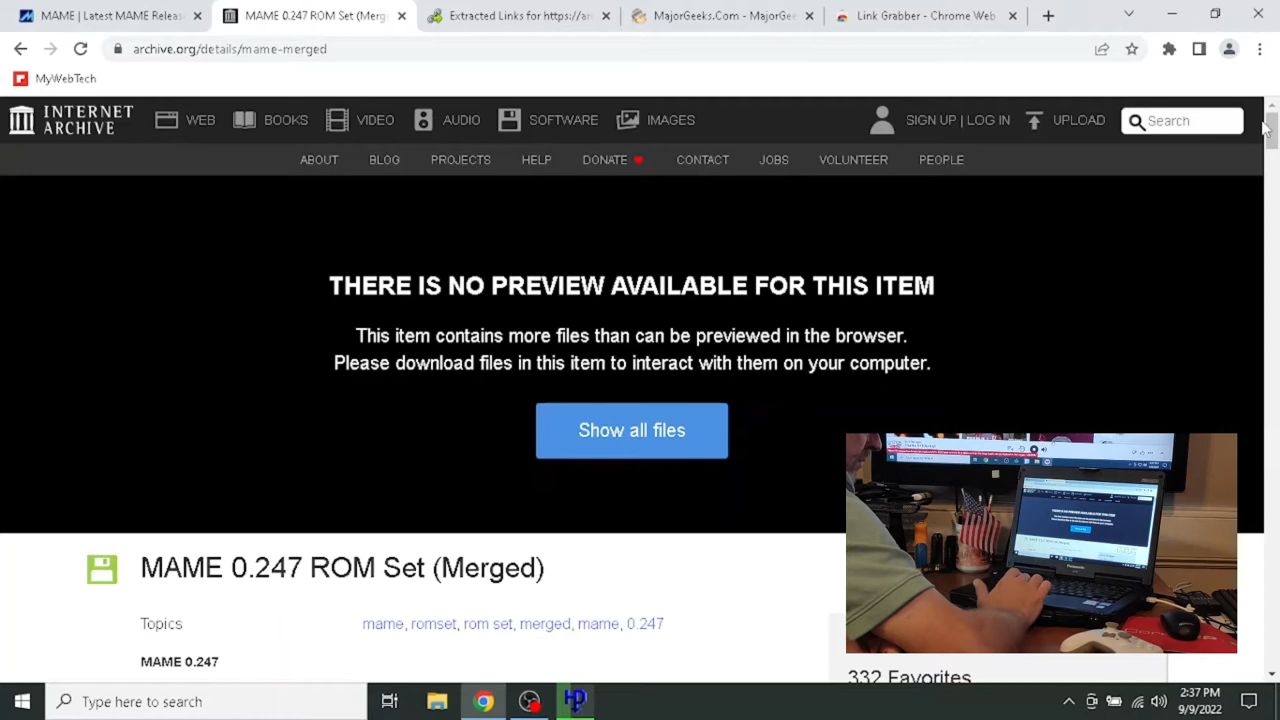 MAME | Latest MAME Releas
MAME 0.247 ROM Set (Merg
Extracted Links for https://ar
MajorGeeks.Com - MajorGe
Link Grabber - Chrome Web
archive.org/details/mame-merged
MyWebTech
INTERNET ARCHIVE
WEB
BOOKS
VIDEO
AUDIO
SOFTWARE
IMAGES
SIGN UP | LOG IN
UPLOAD
Search
ABOUT
BLOG
PROJECTS
HELP
DONATE
CONTACT
JOBS
VOLUNTEER
PEOPLE
THERE IS NO PREVIEW AVAILABLE FOR THIS ITEM
This item contains more files than can be previewed in the browser.
Please download files in this item to interact with them on your computer.
Show all files
MAME 0.247 ROM Set (Merged)
Topics
mame, romset, rom set, merged, mame, 0.247
MAME 0.247
332 Favorites
Panasonic
Type here to search
2:37 PM
9/9/2022